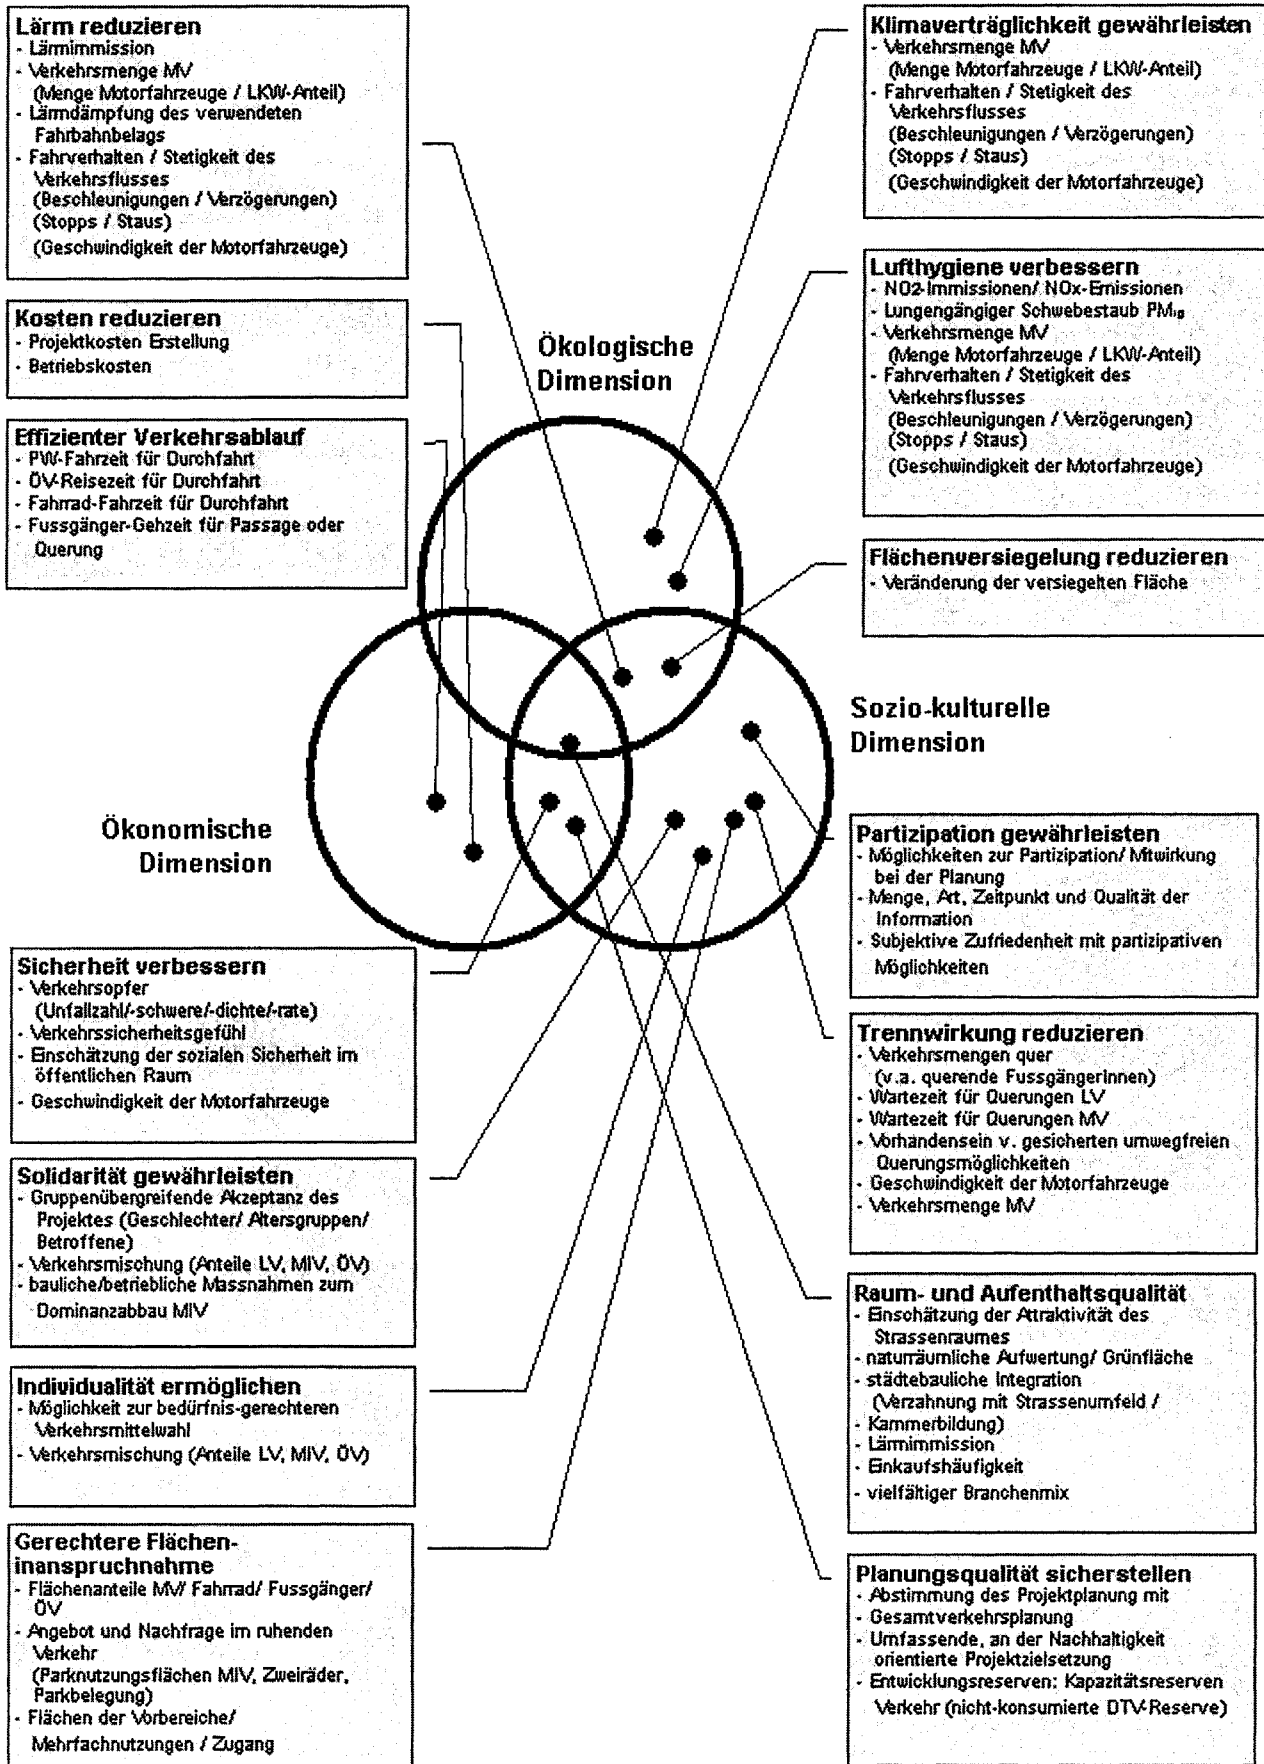 Lärm reduzieren
- Lärmimmission
- Verkehrsmenge MV
(Menge Motorfahrzeuge / LKW-Anteil)
- Lärmdämpfung des verwendeten
Fahrbahnbelags
- Fahrverhalten / Stetigkeit des
Verkehrsflusses
(Beschleunigungen / Verzögerungen)
(Stopps / Staus)
(Geschwindigkeit der Motorfahrzeuge)
Kosten reduzieren
- Projektkosten Erstellung
- Betriebskosten
Effizienter Verkehrsablauf
- PW-Fahrzeit für Durchfahrt
- ÖV-Reisezeit für Durchfahrt
- Fahrrad-Fahrzeit für Durchfahrt
- Fussgänger-Gehzeit für Passage oder
Querung
Klimaverträglichkeit gewährleisten
- Verkehrsmenge MV
(Menge Motorfahrzeuge / LKW-Anteil)
- Fahrverhalten / Stetigkeit des
Verkehrsflusses
(Beschleunigungen / Verzögerungen)
(Stopps / Staus)
(Geschwindigkeit der Motorfahrzeuge)
Lufthygiene verbessern
- NO2-Immissionen/ NOx-Emissionen
- Lungengängiger Schwebestaub PM₁₀
- Verkehrsmenge MV
(Menge Motorfahrzeuge / LKW-Anteil)
- Fahrverhalten / Stetigkeit des
Verkehrsflusses
(Beschleunigungen / Verzögerungen)
(Stopps / Staus)
(Geschwindigkeit der Motorfahrzeuge)
Flächenversiegelung reduzieren
- Veränderung der versiegelten Fläche
Ökologische
Dimension
Sozio-kulturelle
Dimension
Ökonomische
Dimension
Sicherheit verbessern
- Verkehrsopfer
(Unfallzahl/-schwere/-dichte/-rate)
- Verkehrssicherheitsgefühl
- Einschätzung der sozialen Sicherheit im
öffentlichen Raum
- Geschwindigkeit der Motorfahrzeuge
Solidarität gewährleisten
- Gruppenübergreifende Akzeptanz des
Projektes (Geschlechter/ Altersgruppen/
Betroffene)
- Verkehrsmischung (Anteile LV, MIV, ÖV)
- bauliche/betriebliche Massnahmen zum
Dominanzabbau MIV
Individualität ermöglichen
- Möglichkeit zur bedürfnis-gerechteren
Verkehrsmittelwahl
- Verkehrsmischung (Anteile LV, MIV, ÖV)
Gerechtere Flächen-
inanspruchnahme
- Flächenanteile MV/ Fahrrad/ Fussgänger/
ÖV
- Angebot und Nachfrage im ruhenden
Verkehr
(Parknutzungsflächen MIV, Zweiräder,
Parkbelegung)
- Flächen der Vorbereiche/
Mehrfachnutzungen / Zugang
Partizipation gewährleisten
- Möglichkeiten zur Partizipation/ Mitwirkung
bei der Planung
- Menge, Art, Zeitpunkt und Qualität der
Information
- Subjektive Zufriedenheit mit partizipativen
Möglichkeiten
Trennwirkung reduzieren
- Verkehrsmengen quer
(v.a. querende FussgängerInnen)
- Wartezeit für Querungen LV
- Wartezeit für Querungen MV
- Vorhandensein v. gesicherten umwegfreien
Querungsmöglichkeiten
- Geschwindigkeit der Motorfahrzeuge
- Verkehrsmenge MV
Raum- und Aufenthaltsqualität
- Einschätzung der Attraktivität des
Strassenraumes
- naturräumliche Aufwertung/ Grünfläche
- städtebauliche Integration
(Verzahnung mit Strassenumfeld /
- Kammerbildung)
- Lärmimmission
- Einkaufshäufigkeit
- vielfältiger Branchenmix
Planungsqualität sicherstellen
- Abstimmung des Projektplanung mit
- Gesamtverkehrsplanung
- Umfassende, an der Nachhaltigkeit
orientierte Projektzielsetzung
- Entwicklungsreserven: Kapazitätsreserven
Verkehr (nicht-konsumierte DTV-Reserve)